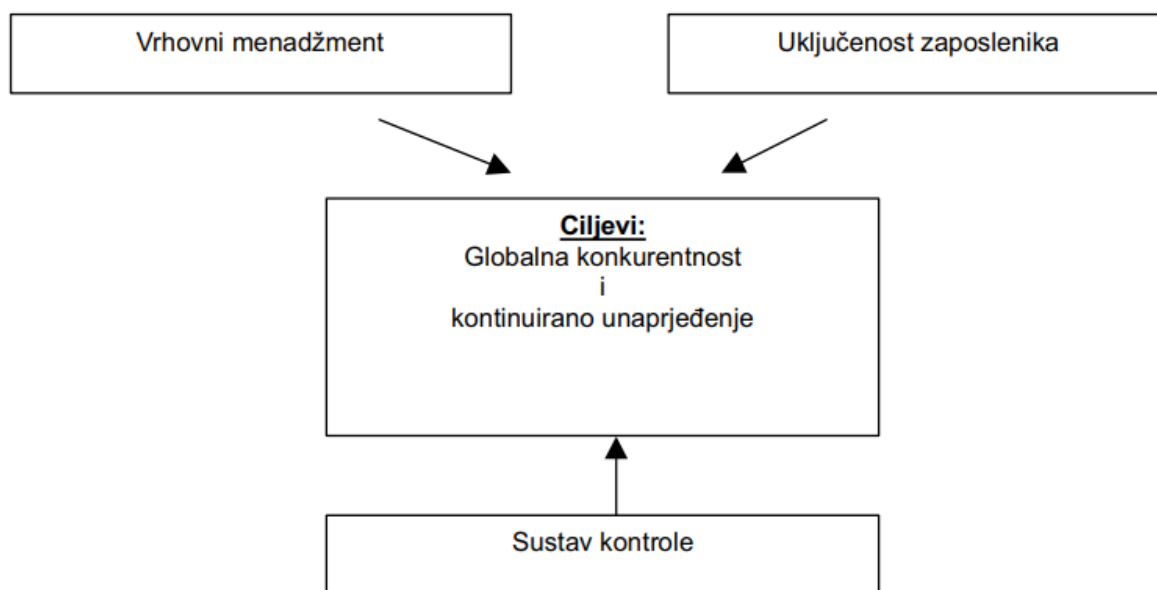 Vrhovni menadžment
Uključenost zaposlenika
Ciljevi:
Globalna konkurentnost
i
kontinuirano unaprjeđenje
Sustav kontrole